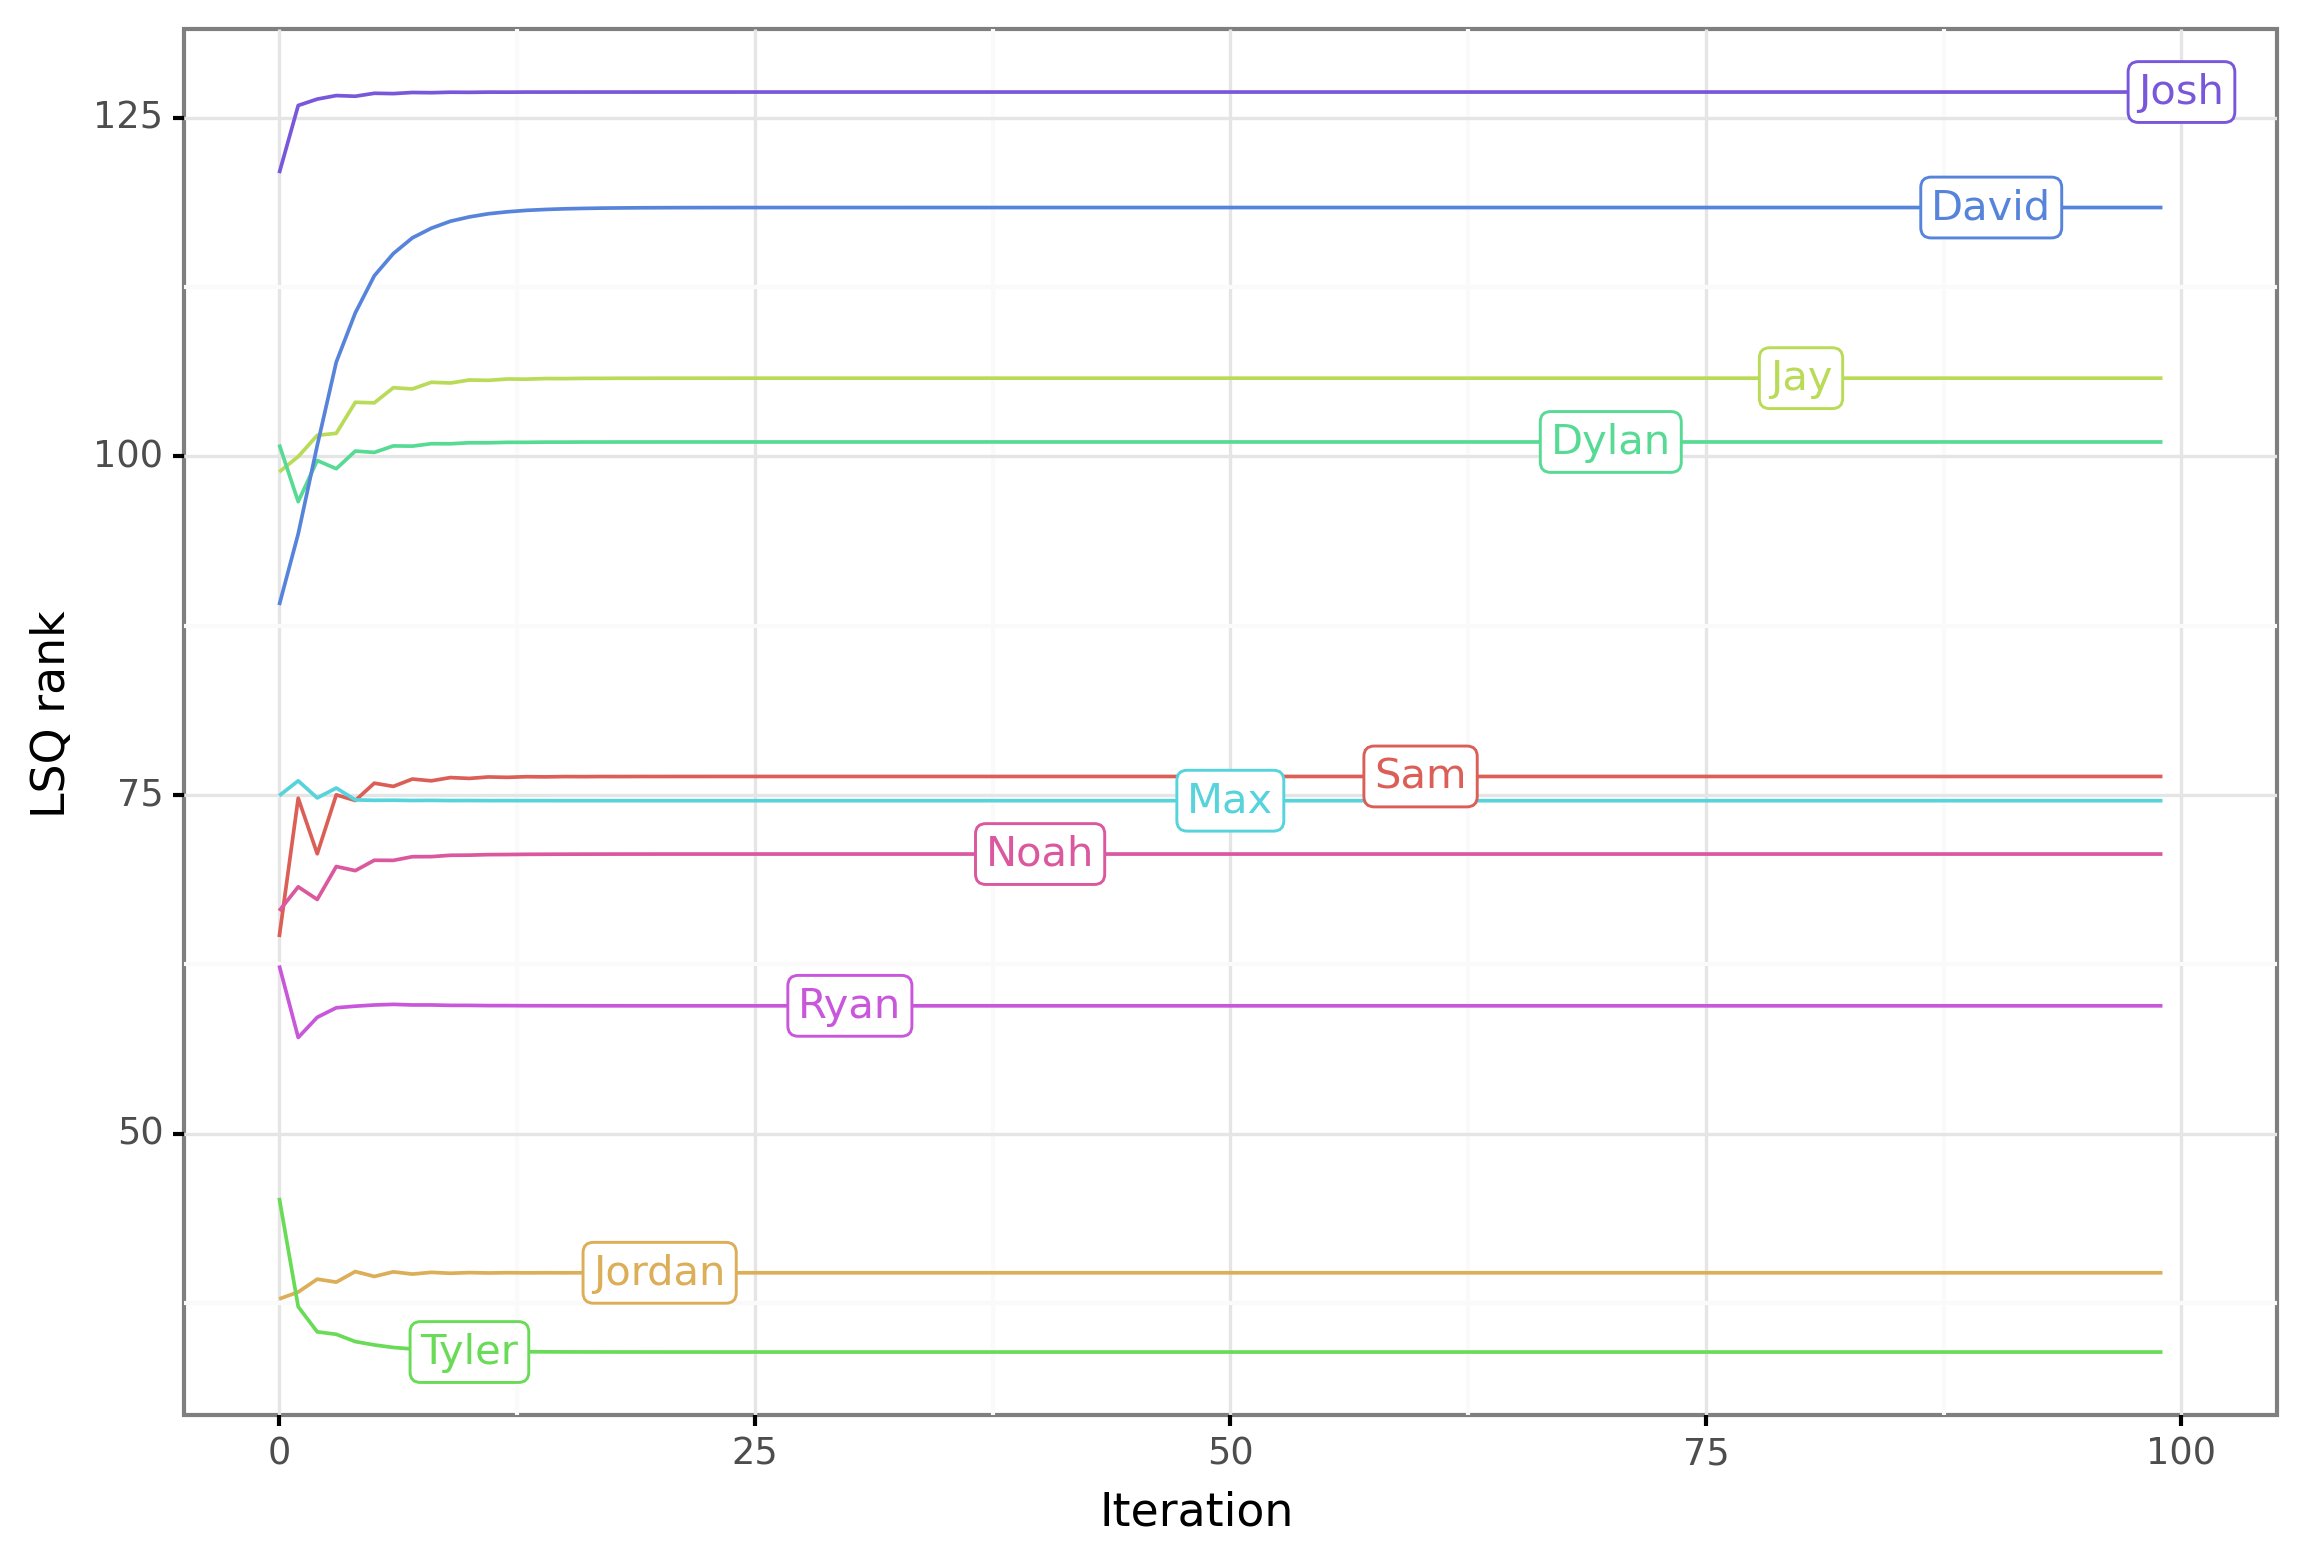 125
Josh
David
Jay
100
Dylan
LSQ rank
75
Sam
Max
Noah
Ryan
50
Jordan
Tyler
0 25 50 75 100
Iteration